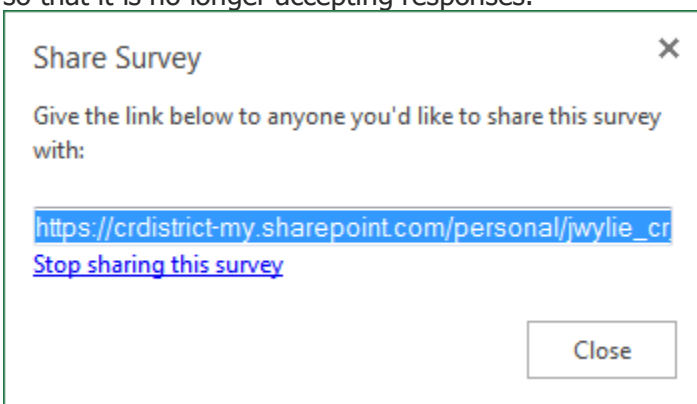 so that it is no longer accepting responses.
Share Survey
Give the link below to anyone you'd like to share this survey
with:
https://crdistrict-my.sharepoint.com/personal/jwylie_cr
Stop sharing this survey
Close